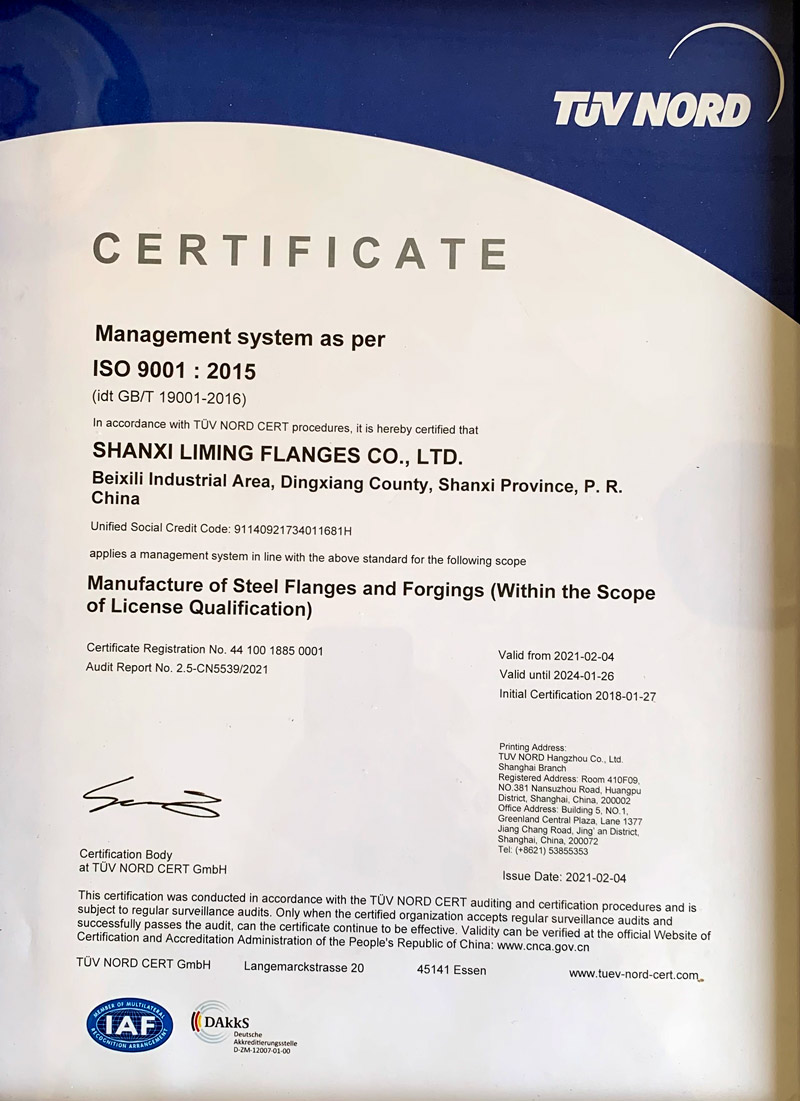 TÜV NORD
CERTIFICATE
Management system as per
ISO 9001 : 2015
(idt GB/T 19001-2016)
In accordance with TÜV NORD CERT procedures, it is hereby certified that
SHANXI LIMING FLANGES CO., LTD.
Beixili Industrial Area, Dingxiang County, Shanxi Province, P. R.
China
Unified Social Credit Code: 91140921734011681H
applies a management system in line with the above standard for the following scope
Manufacture of Steel Flanges and Forgings (Within the Scope
of License Qualification)
Certificate Registration No. 44 100 1885 0001
Audit Report No. 2.5-CN5539/2021
Valid from 2021-02-04
Valid until 2024-01-26
Initial Certification 2018-01-27
Printing Address:
TUV NORD Hangzhou Co., Ltd.
Shanghai Branch
Registered Address: Room 410F09,
NO.381 Nansuzhou Road, Huangpu
District, Shanghai, China, 200002
Office Address: Building 5, NO.1,
Greenland Central Plaza, Lane 1377
Jiang Chang Road, Jing' an District,
Shanghai, China, 200072
Tel: (+8621) 53855353
Certification Body
at TÜV NORD CERT GmbH
Issue Date: 2021-02-04
This certification was conducted in accordance with the TÜV NORD CERT auditing and certification procedures and is
subject to regular surveillance audits. Only when the certified organization accepts regular surveillance audits and
successfully passes the audit, can the certificate continue to be effective. Validity can be verified at the official Website of
Certification and Accreditation Administration of the People's Republic of China: www.cnca.gov.cn
TÜV NORD CERT GmbH Langemarckstrasse 20 45141 Essen www.tuev-nord-cert.com
MEMBER OF MULTILATERAL
IAF
RECOGNITION ARRANGEMENT
DAkkS
Deutsche
Akkreditierungsstelle
D-ZM-12007-01-00